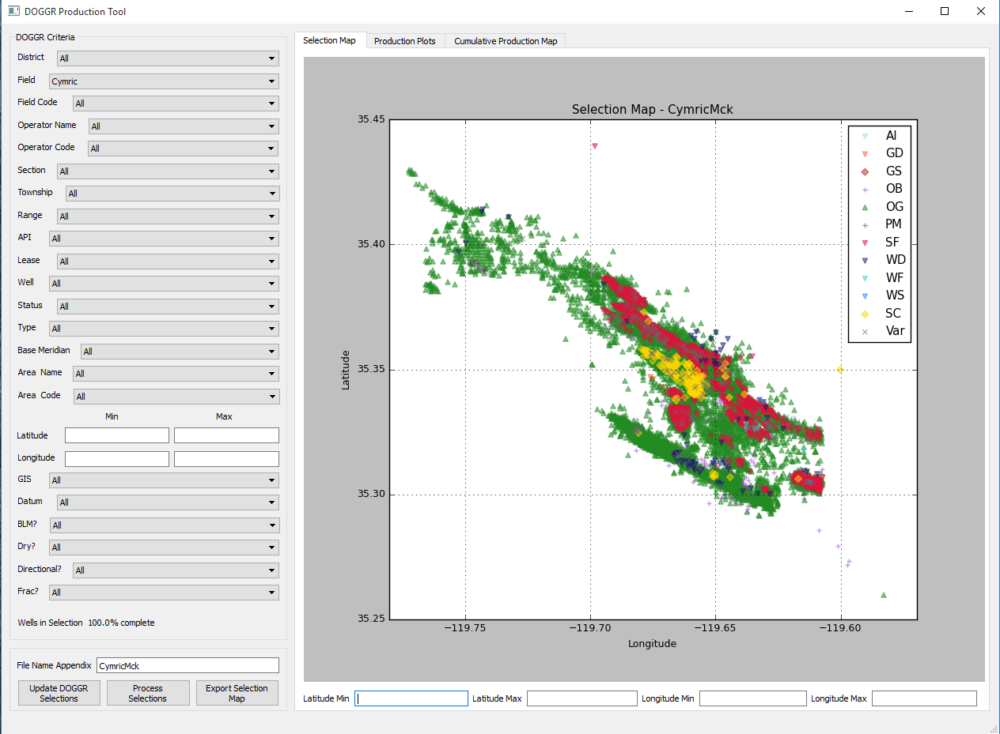 DOGGR Production Tool
DOGGR Criteria
District All
Field Cymric
Field Code All
Operator Name All
Operator Code All
Section All
Township All
Range All
API All
Lease All
Well All
Status All
Type All
Base Meridian All
Area Name All
Area Code All
Min Max
Latitude
Longitude
GIS All
Datum All
BLM? All
Dry? All
Directional? All
Frac? All
Wells in Selection 100.0% complete
File Name Appendix CymricMck
Update DOGGR Selections
Process Selections
Export Selection Map
Selection Map Production Plots Cumulative Production Map
Selection Map - CymricMck
35.45
35.40
35.35
35.30
35.25
Latitude
−119.75 −119.70 −119.65 −119.60
Longitude
AI
GD
GS
OB
OG
PM
SF
WD
WF
WS
SC
Var
Latitude Min Latitude Max Longitude Min Longitude Max